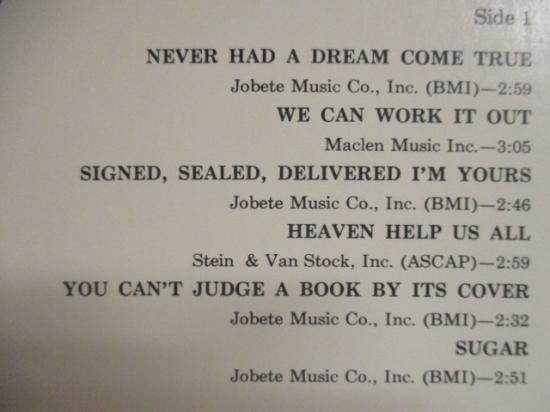 Side 1
NEVER HAD A DREAM COME TRUE
Jobete Music Co., Inc. (BMI)—2:59
WE CAN WORK IT OUT
Maclen Music Inc.—3:05
SIGNED, SEALED, DELIVERED I'M YOURS
Jobete Music Co., Inc. (BMI)—2:46
HEAVEN HELP US ALL
Stein & Van Stock, Inc. (ASCAP)—2:59
YOU CAN'T JUDGE A BOOK BY ITS COVER
Jobete Music Co., Inc. (BMI)—2:32
SUGAR
Jobete Music Co., Inc. (BMI)—2:51